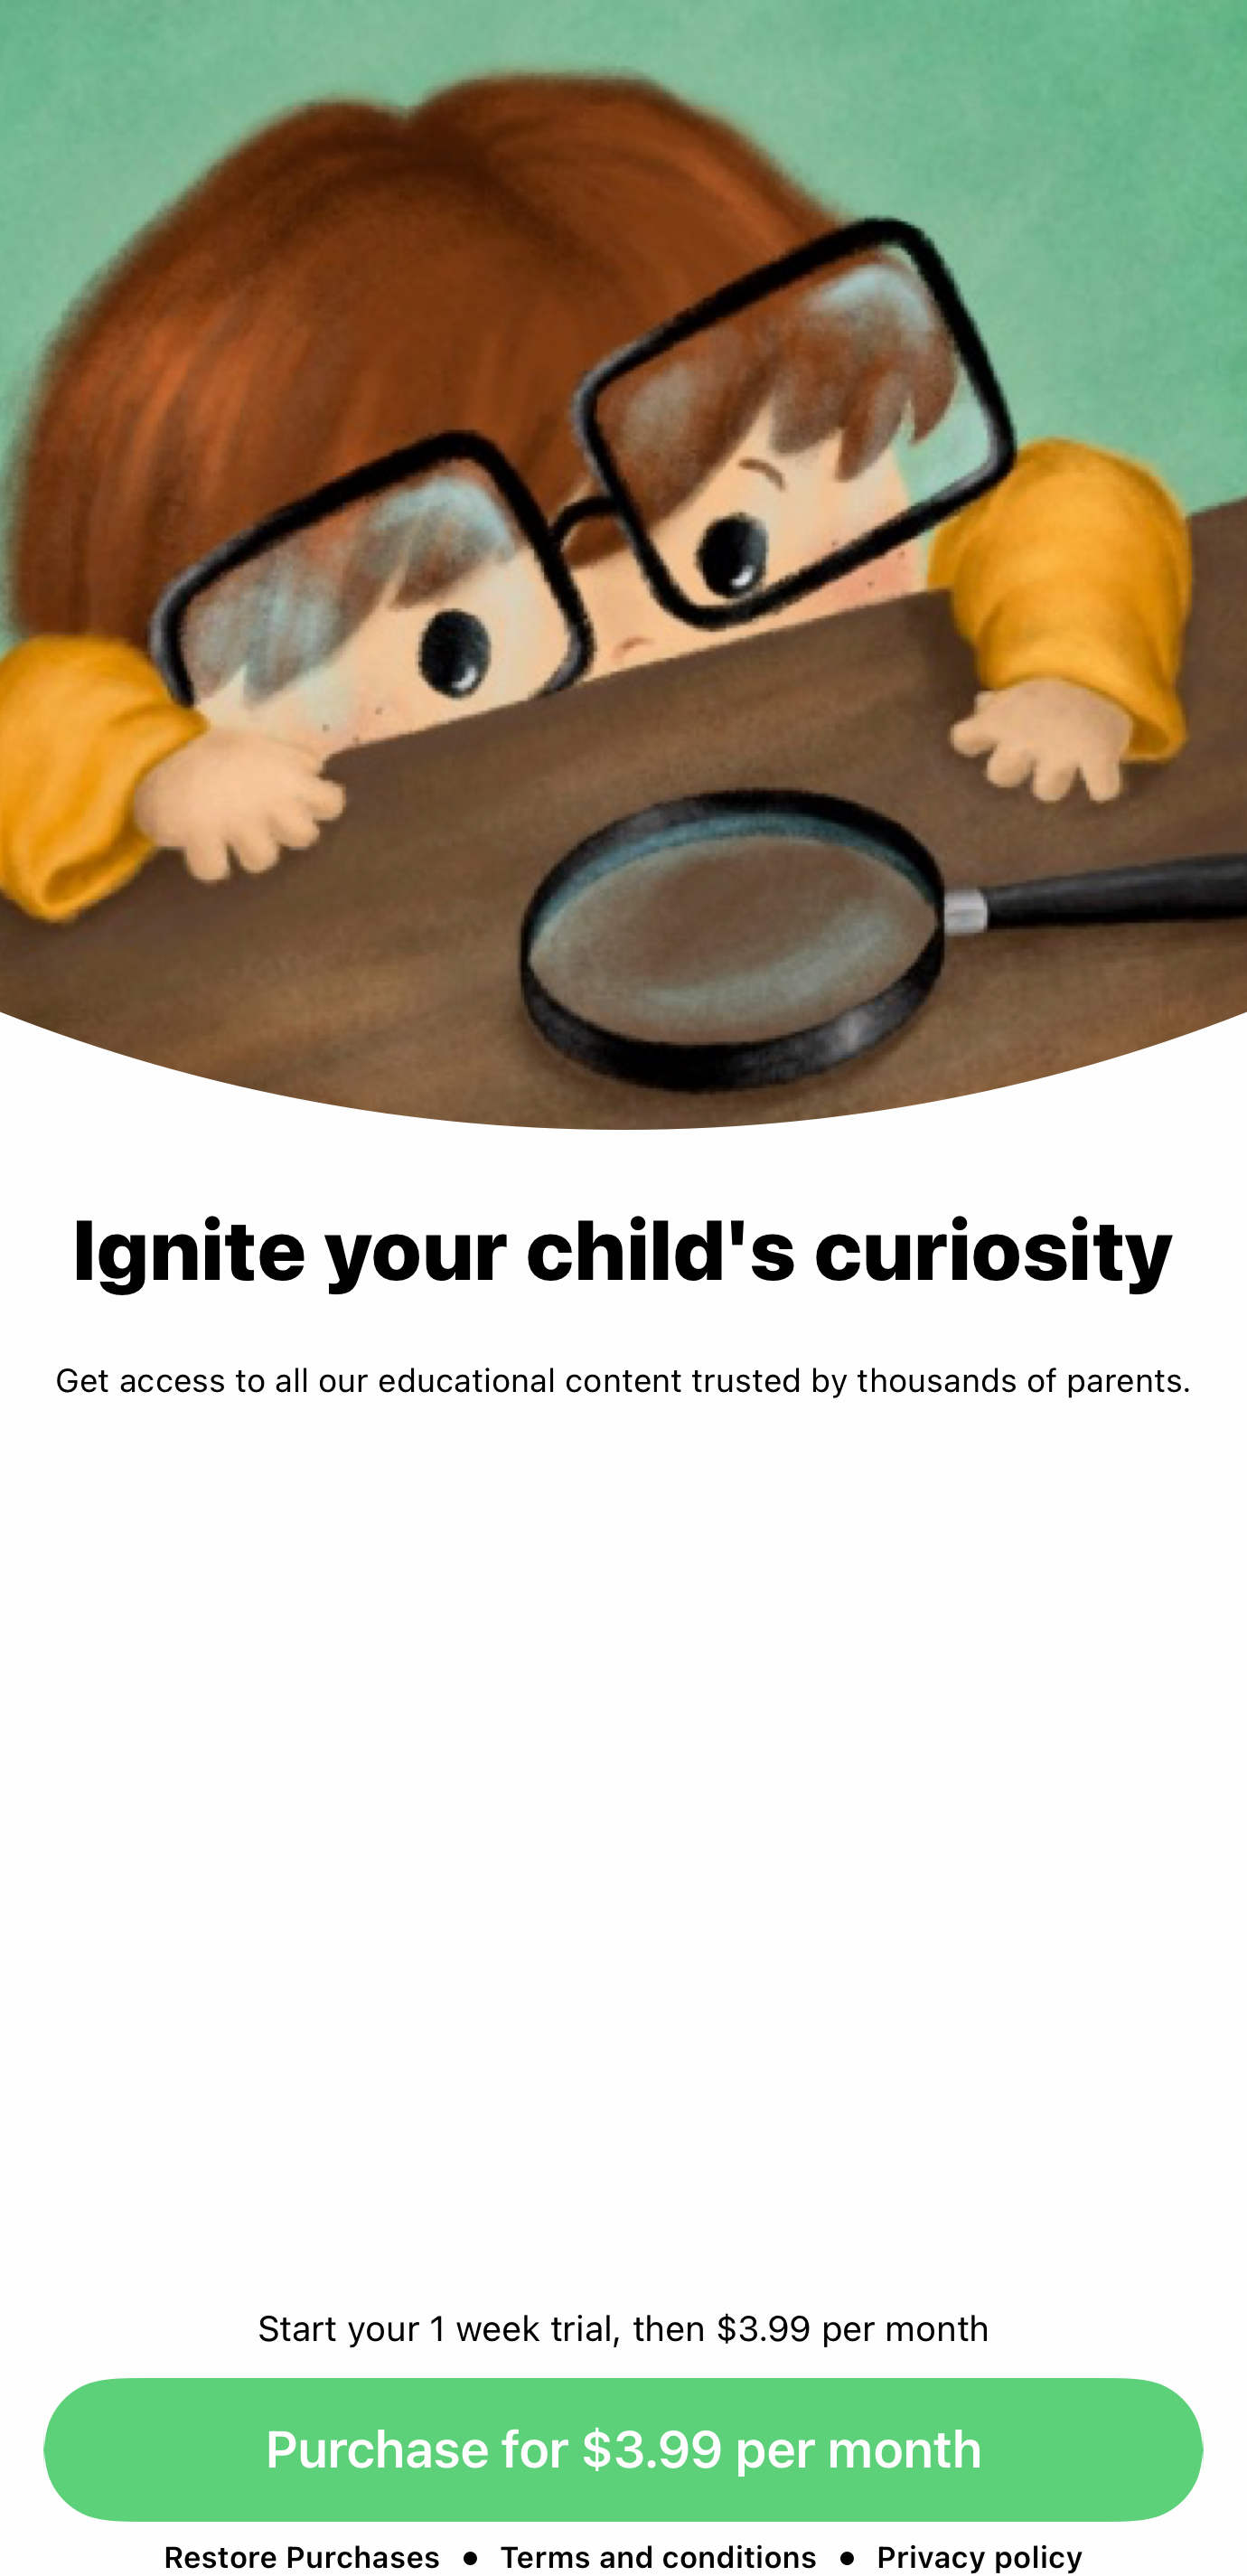 Ignite your child's curiosity
Get access to all our educational content trusted by thousands of parents.
Start your 1 week trial, then $3.99 per month
Purchase for $3.99 per month
Restore Purchases • Terms and conditions • Privacy policy